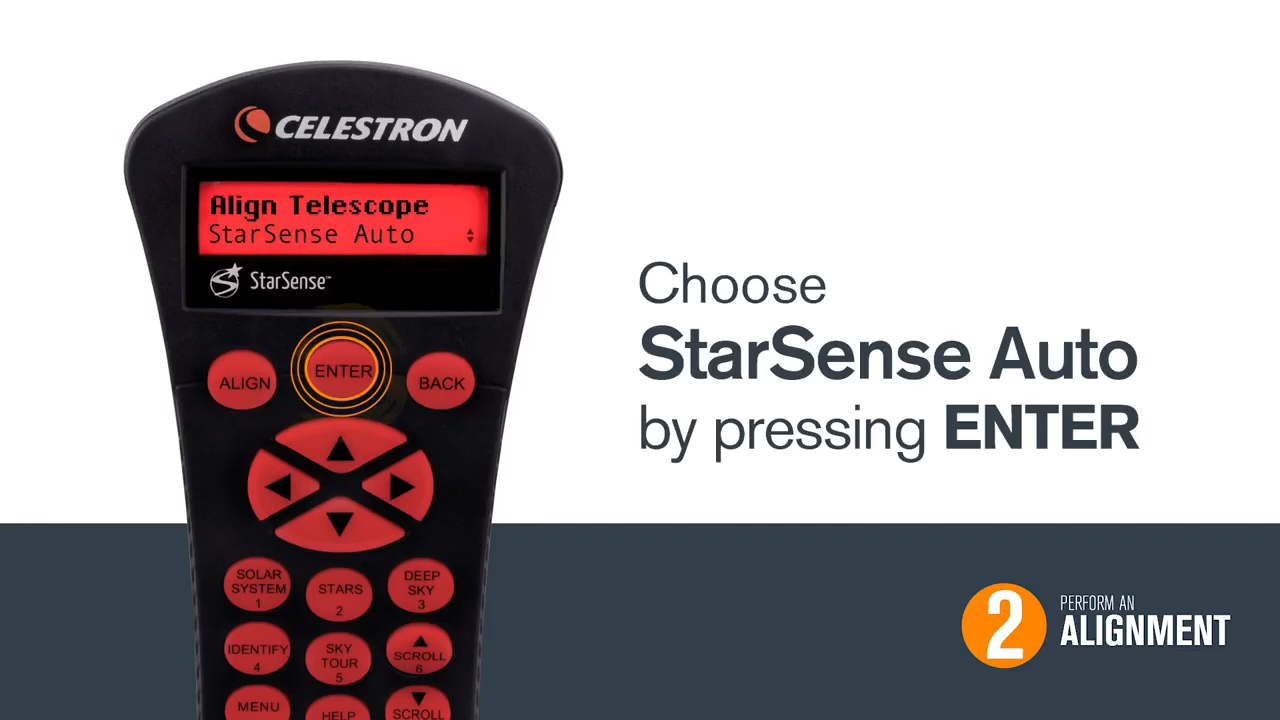 CELESTRON
Align Telescope
StarSense Auto
StarSense™
ALIGN
ENTER
BACK
SOLAR
SYSTEM
1
STARS
2
DEEP
SKY
3
IDENTIFY
4
SKY
TOUR
5
SCROLL
6
MENU
HELP
SCROLL
Choose
StarSense Auto
by pressing ENTER
2
PERFORM AN
ALIGNMENT